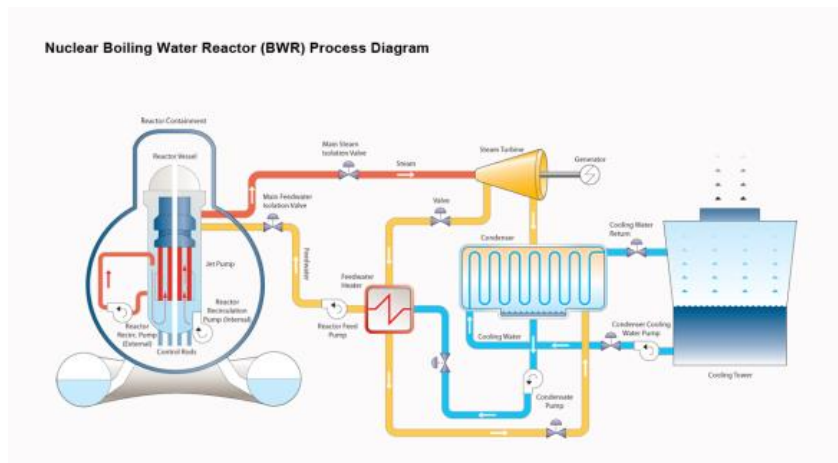 Nuclear Boiling Water Reactor (BWR) Process Diagram
Reactor Containment
Reactor Vessel
Main Steam
Isolation Valve
Steam
Steam Turbine
Generator
Main Feedwater
Isolation Valve
Valve
Cooling Water
Return
Condenser
Feedwater
Jet Pump
Feedwater
Heater
Reactor
Recirculation
Pump (Internal)
Reactor
Recirc. Pump
(External)
Control Rods
Reactor Feed
Pump
Cooling Water
Condenser Cooling
Water Pump
Cooling Tower
Condensate
Pump